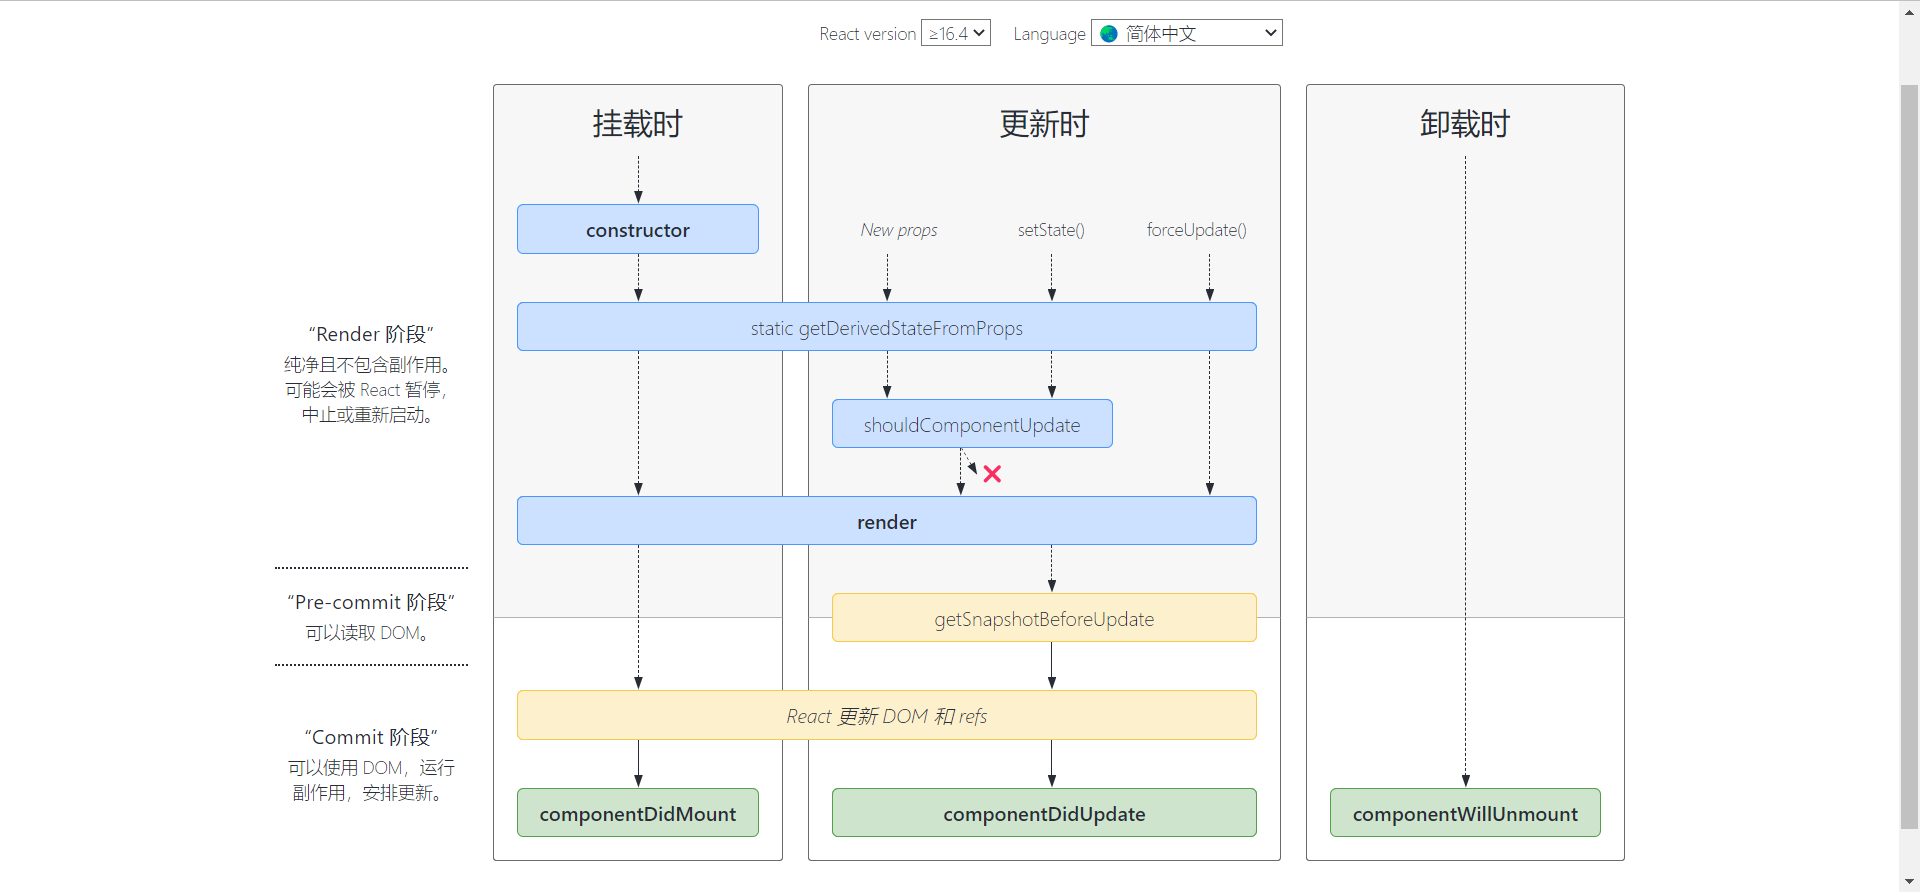 React version ≥16.4 Language 简体中文
挂载时
更新时
卸载时
constructor
New props
setState()
forceUpdate()
static getDerivedStateFromProps
“Render 阶段”
纯净且不包含副作用。
可能会被 React 暂停，
中止或重新启动。
shouldComponentUpdate
render
“Pre-commit 阶段”
可以读取 DOM。
getSnapshotBeforeUpdate
React 更新 DOM 和 refs
“Commit 阶段”
可以使用 DOM，运行
副作用，安排更新。
componentDidMount
componentDidUpdate
componentWillUnmount